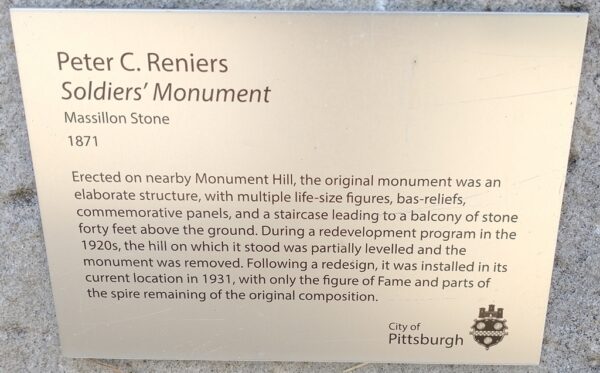 Peter C. Reniers
Soldiers' Monument
Massillon Stone
1871
Erected on nearby Monument Hill, the original monument was an
elaborate structure, with multiple life-size figures, bas-reliefs,
commemorative panels, and a staircase leading to a balcony of stone
forty feet above the ground. During a redevelopment program in the
1920s, the hill on which it stood was partially levelled and the
monument was removed. Following a redesign, it was installed in its
current location in 1931, with only the figure of Fame and parts of
the spire remaining of the original composition.
City of
Pittsburgh